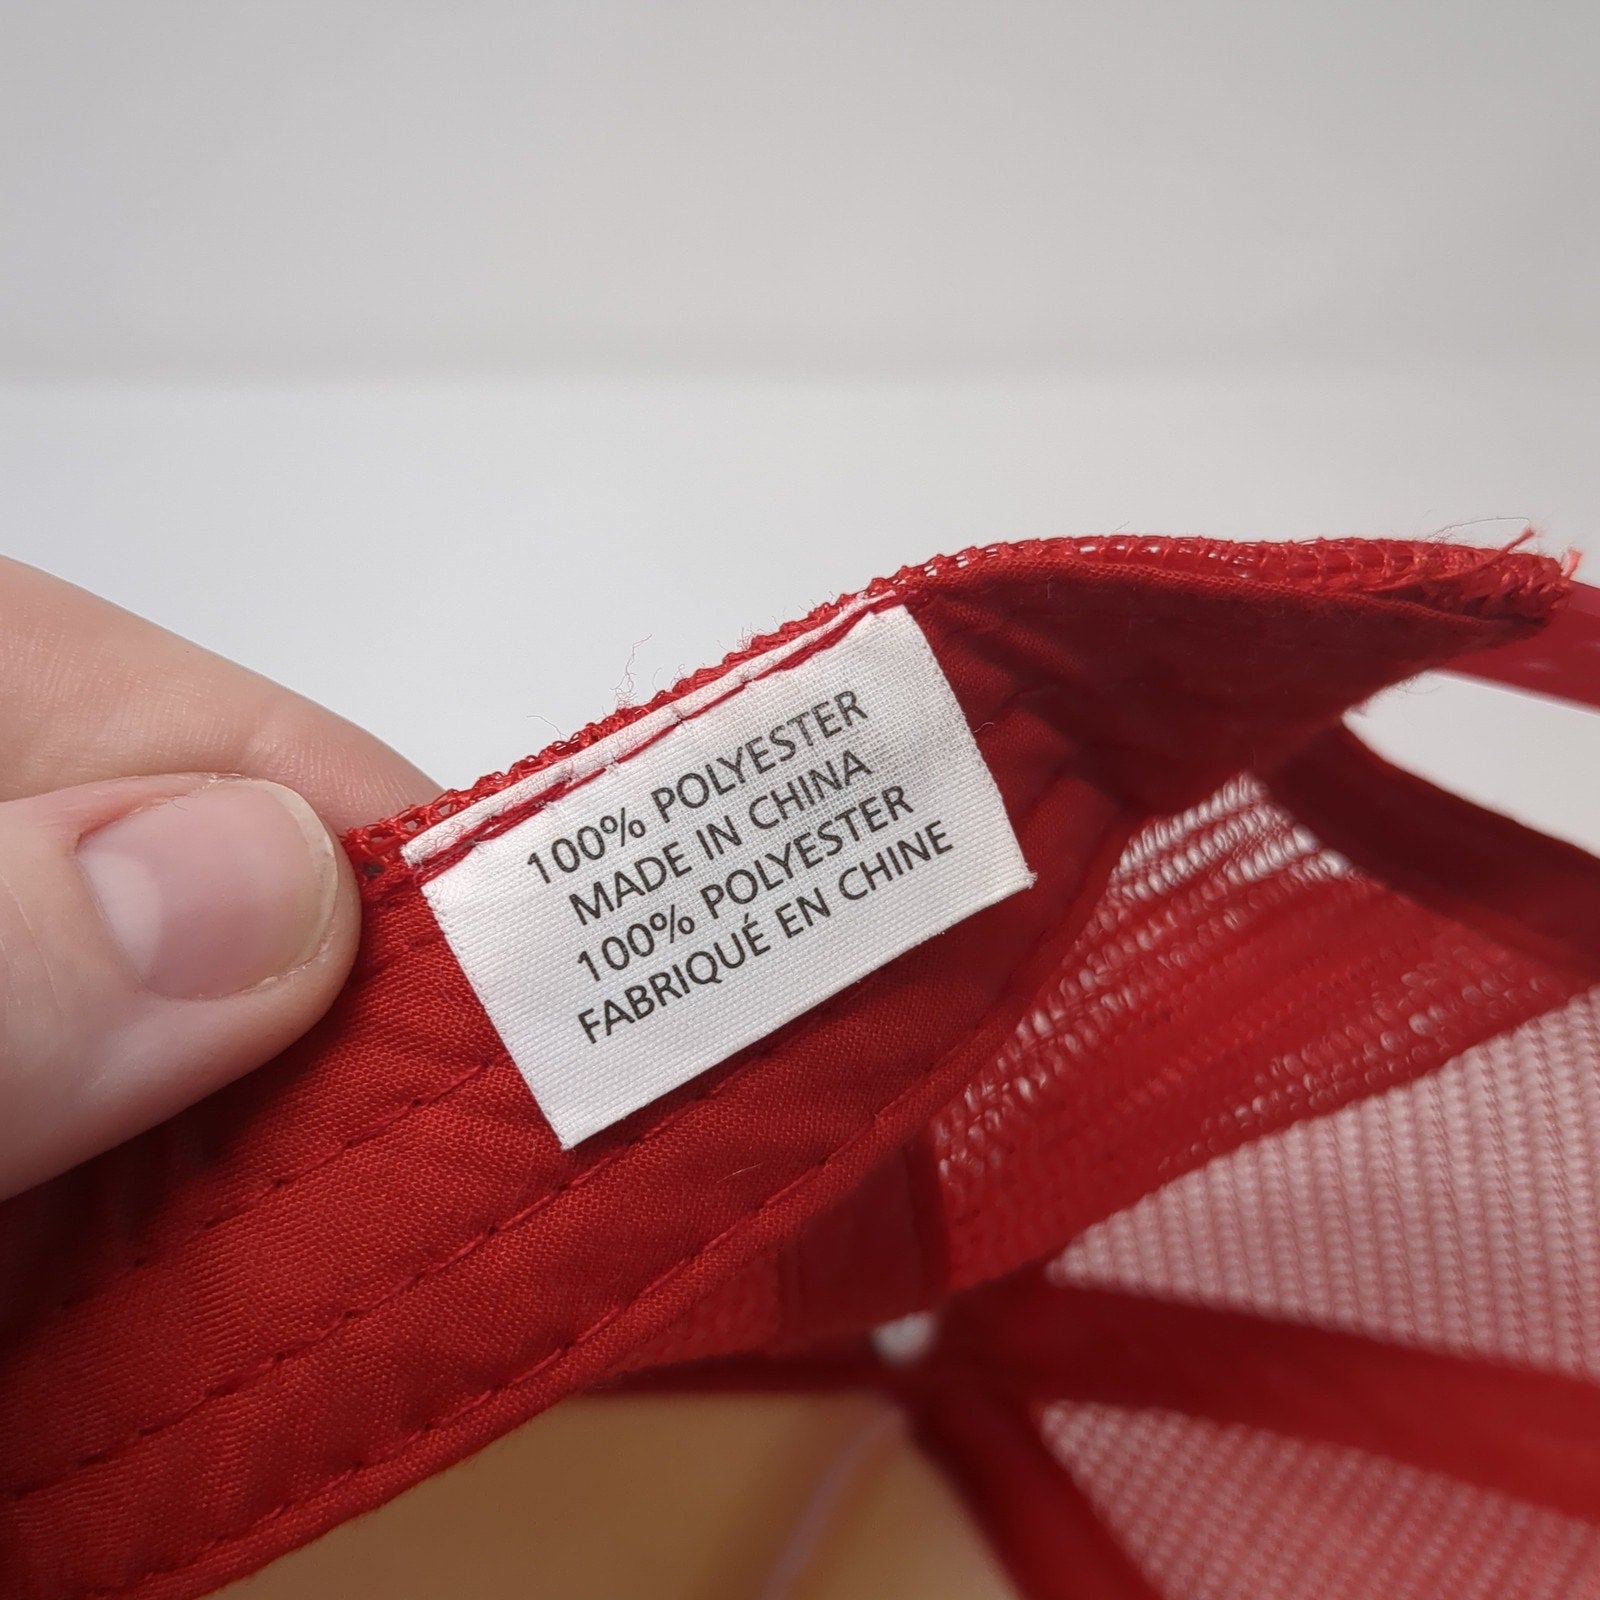 100% POLYESTER
MADE IN CHINA
100% POLYESTER
FABRIQUÉ EN CHINE